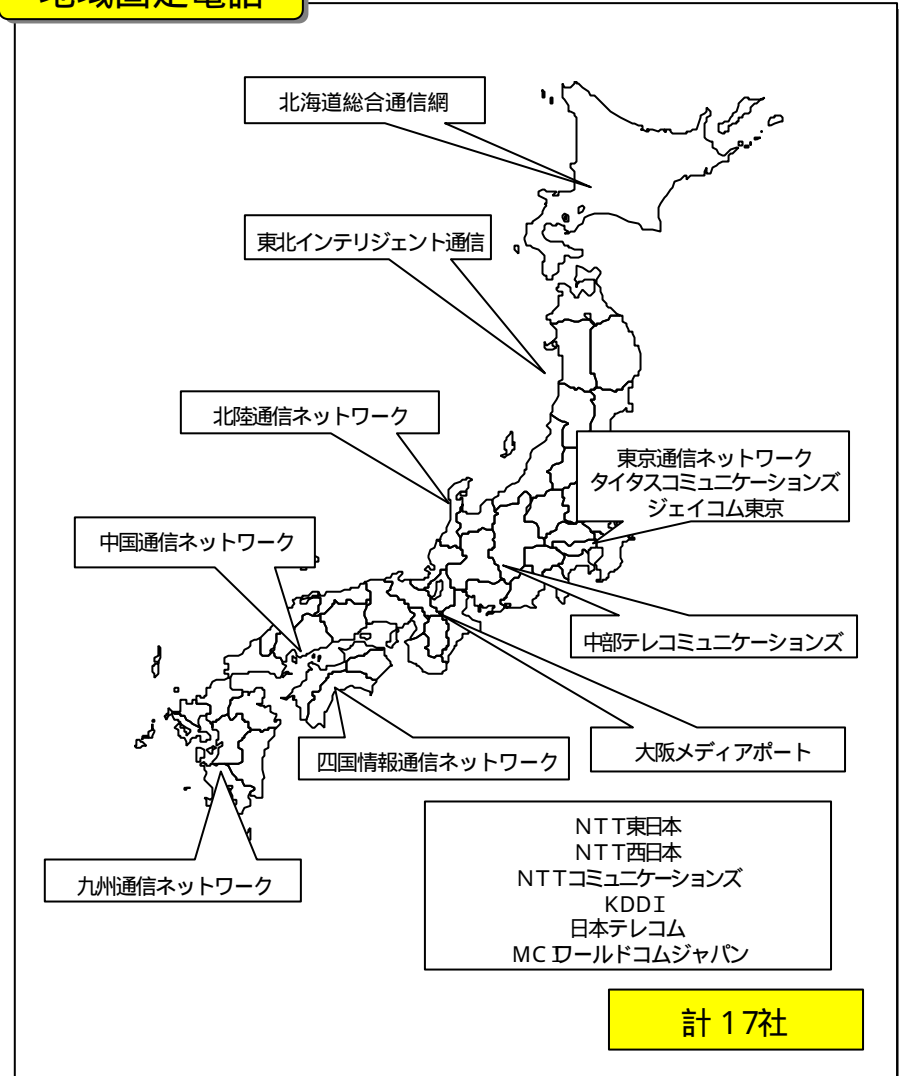 地域固定電話
北海道総合通信網
東北インテリジェント通信
北陸通信ネットワーク
東京通信ネットワーク
タイタスコミュニケーションズ
ジェイコム東京
中国通信ネットワーク
中部テレコミュニケーションズ
大阪メディアポート
四国情報通信ネットワーク
九州通信ネットワーク
NTT東日本
NTT西日本
NTTコミュニケーションズ
KDDI
日本テレコム
MCIワールドコムジャパン
計17社